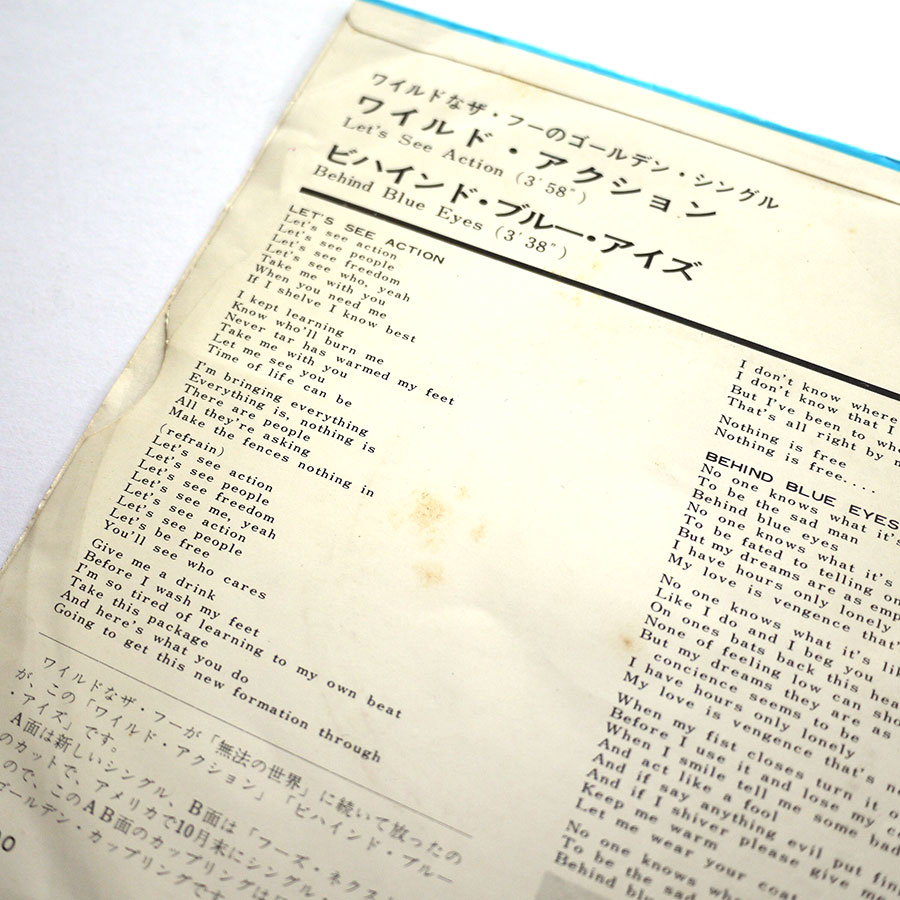 ワイルドなザ・フーのゴールデン・シングル
ワイルド・アクション
Let's See Action (3'58")
ビハインド・ブルー・アイズ
Behind Blue Eyes (3'38")
LET'S SEE ACTION
Let's see action
Let's see people
Let's see freedom
Let's see who, yeah
Take me with you
When you need me
If I shelve I know best
I kept learning
Know who'll burn me
Never tar has warmed my feet
Take me with you
Let me see you
Time of life can be
I'm bringing everything
Everything is, nothing is
There are people
All they're asking
Make the fences nothing in
(refrain)
Let's see action
Let's see people
Let's see freedom
Let's see me, yeah
Let's see action
Let's see people
Let's be free
You'll see who cares
Give me a drink
Before I wash my feet
I'm so tired of learning to my own beat
Take this package
And here's what you do
Going to get this new formation through
I don't know where
I don't know that I
But I've been to
That's all right by
Nothing is free
Nothing is free.....
BEHIND BLUE EYES
No one knows what it's
To be the sad man
Behind blue eyes
No one knows what it's
To be fated to telling
But my dreams are as
I have hours only lonely
My love is vengence
No one knows what it's
Like I do and I beg you
On ones bats back this
None of feeling low can
But my dreams they are
I concience seems to be
I have hours only lonely
My love is vengence that's
When my fist closes turn it
Before I use it and lose my
When I smile tell me some bad
And act like a fool
And if say anything evil put
And if I shiver please give
Keep me warm
Let me wear your coat
No one knows
To be the sad
Behind
ワイルドなザ・フーが「無法の世界」に続いて放ったの
が、この「ワイルド・アクション」「ビハインド・ブルー
・アイズ」です。
A面は新しいシングル、B面は「フーズ・ネクス
のカットで、アメリカで10月末にシングル
ので、このAB面のカップリングは
ゴールデン・カップリングです